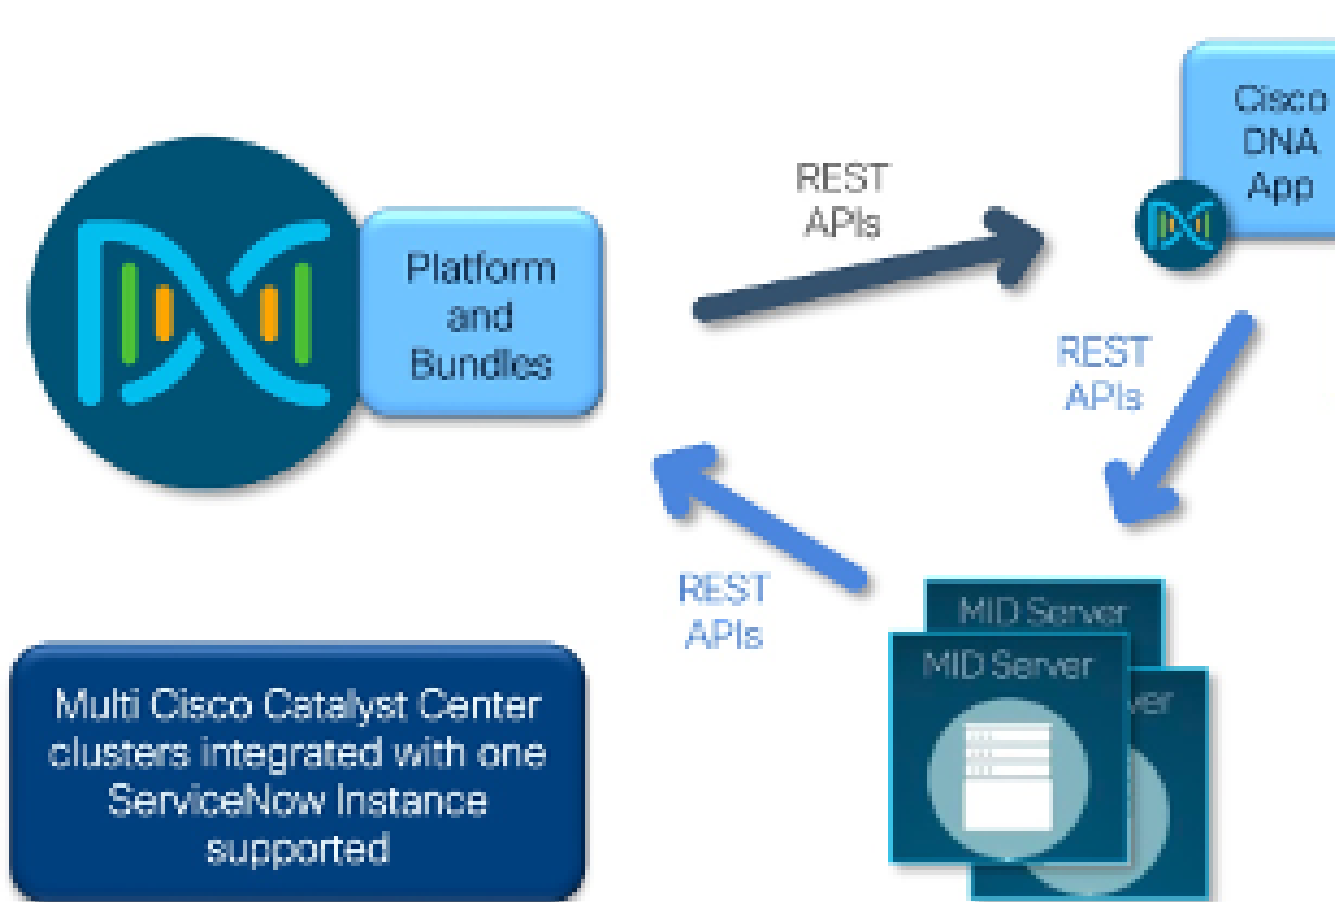 Cisco
DNA
App
REST
APIs
Platform
and
Bundles
REST
APIs
REST
APIs
MID Server
MID Server
Multi Cisco Catalyst Center
clusters integrated with one
ServiceNow Instance
supported